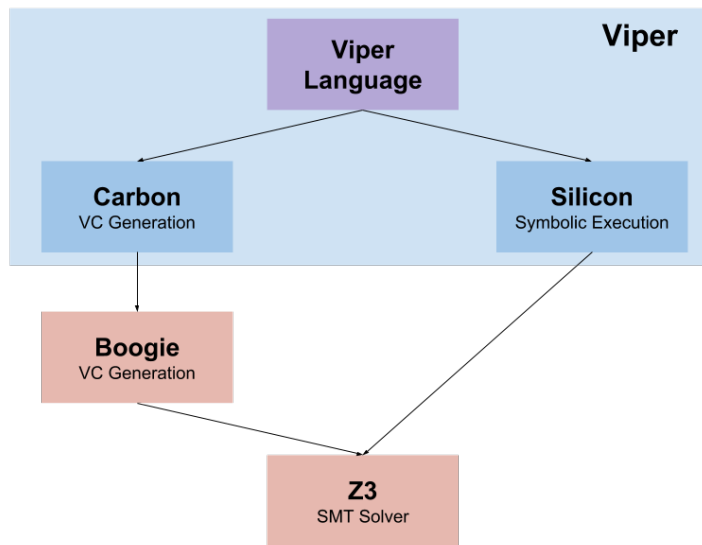 Viper
Viper
Language
Carbon
VC Generation
Silicon
Symbolic Execution
Boogie
VC Generation
Z3
SMT Solver